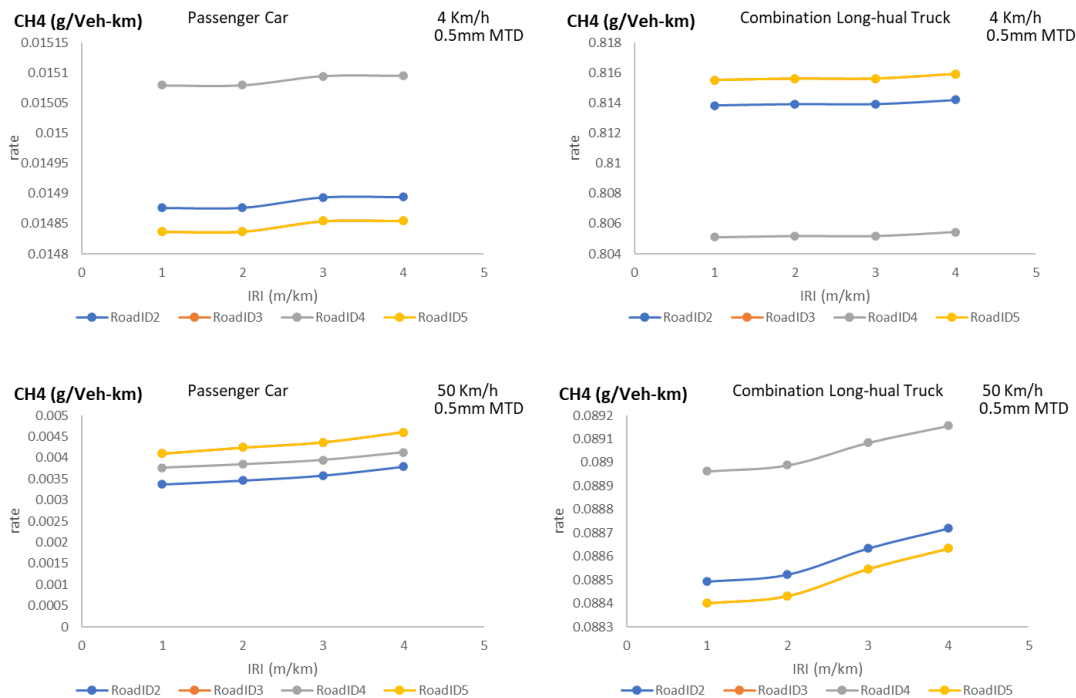 CH4 (g/Veh-km) Passenger Car 4 Km/h
0.5mm MTD
0.01515
0.0151
0.01505
0.015
0.01495
0.0149
0.01485
0.0148
rate
0 1 2 3 4 5
IRI (m/km)
RoadID2 RoadID3 RoadID4 RoadID5
CH4 (g/Veh-km) Combination Long-hual Truck 4 Km/h
0.5mm MTD
0.818
0.816
0.814
0.812
0.81
0.808
0.806
0.804
rate
0 1 2 3 4 5
IRI (m/km)
RoadID2 RoadID3 RoadID4 RoadID5
CH4 (g/Veh-km) Passenger Car 50 Km/h
0.5mm MTD
0.005
0.0045
0.004
0.0035
0.003
0.0025
0.002
0.0015
0.001
0.0005
0
rate
0 1 2 3 4 5
IRI (m/km)
RoadID2 RoadID3 RoadID4 RoadID5
CH4 (g/Veh-km) Combination Long-hual Truck 50 Km/h
0.5mm MTD
0.0892
0.0891
0.089
0.0889
0.0888
0.0887
0.0886
0.0885
0.0884
0.0883
rate
0 1 2 3 4 5
IRI (m/km)
RoadID2 RoadID3 RoadID4 RoadID5